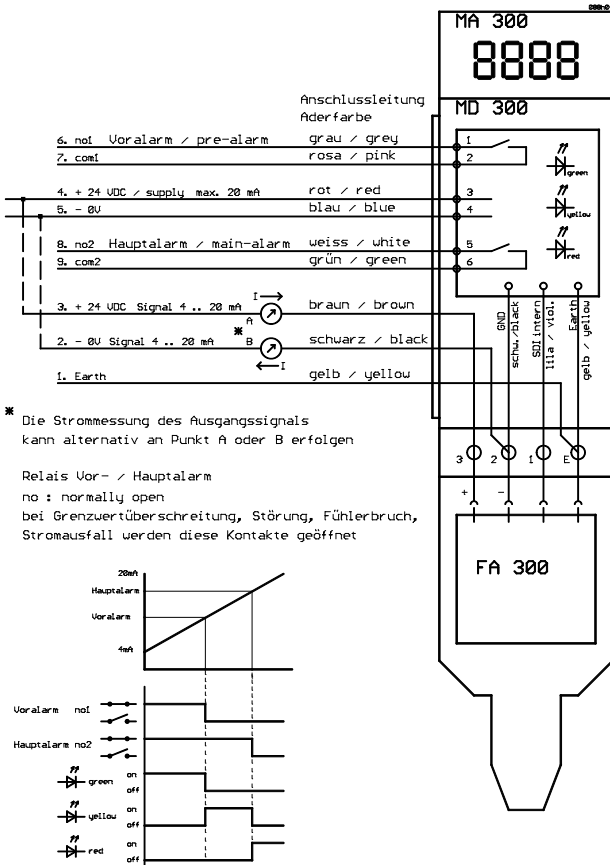 MA 300
8888
Anschlussleitung
Aderfarbe
MD 300
6. no1 Voralarm / pre-alarm grau / grey 1
7. com1 rosa / pink 2
green
4. + 24 VDC / supply max. 20 mA rot / red 3
5. - 0V blau / blue 4
yellow
8. no2 Hauptalarm / main-alarm weiss / white 5
9. com2 grün / green 6
red
3. + 24 VDC Signal 4 .. 20 mA I A braun / brown
2. - 0V Signal 4 .. 20 mA * B I schwarz / black
1. Earth gelb / yellow
GND
schw./black
SDI intern
lila / viol.
Earth
gelb / yellow
* Die Strommessung des Ausgangssignals
kann alternativ an Punkt A oder B erfolgen
3 2 1 E
+ -
Relais Vor- / Hauptalarm
no : normally open
bei Grenzwertüberschreitung, Störung, Fühlerbruch,
Stromausfall werden diese Kontakte geöffnet
FA 300
20mA
Hauptalarm
Voralarm
4mA
Voralarm no1
Hauptalarm no2
green on
off
yellow on
off
red on
off